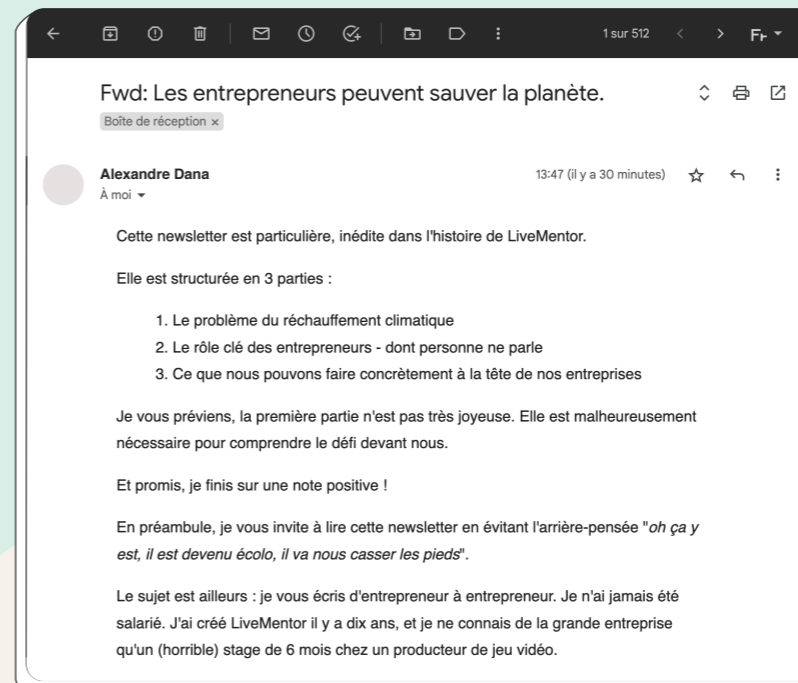 1 sur 512
Fr
Fwd: Les entrepreneurs peuvent sauver la planète.
Boîte de réception ×
Alexandre Dana
13:47 (il y a 30 minutes)
À moi
Cette newsletter est particulière, inédite dans l'histoire de LiveMentor.
Elle est structurée en 3 parties :
1. Le problème du réchauffement climatique
2. Le rôle clé des entrepreneurs - dont personne ne parle
3. Ce que nous pouvons faire concrètement à la tête de nos entreprises
Je vous préviens, la première partie n'est pas très joyeuse. Elle est malheureusement
nécessaire pour comprendre le défi devant nous.
Et promis, je finis sur une note positive !
En préambule, je vous invite à lire cette newsletter en évitant l'arrière-pensée "oh ça y
est, il est devenu écolo, il va nous casser les pieds".
Le sujet est ailleurs : je vous écris d'entrepreneur à entrepreneur. Je n'ai jamais été
salarié. J'ai créé LiveMentor il y a dix ans, et je ne connais de la grande entreprise
qu'un (horrible) stage de 6 mois chez un producteur de jeu vidéo.